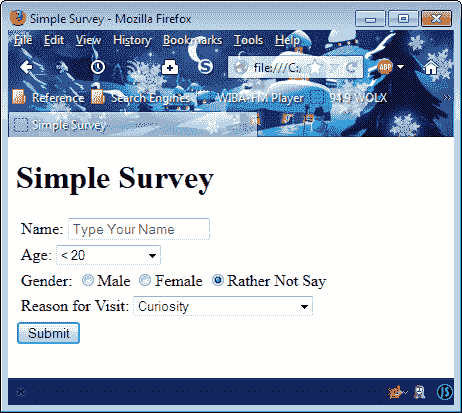 Simple Survey - Mozilla Firefox
File Edit View History Bookmarks Tools Help
file:///C:
ABP
Reference Search Engines WIBA-FM Player 94.9 WOLX
Simple Survey
Simple Survey
Name: Type Your Name
Age: < 20
Gender: Male Female Rather Not Say
Reason for Visit: Curiosity
Submit
JS